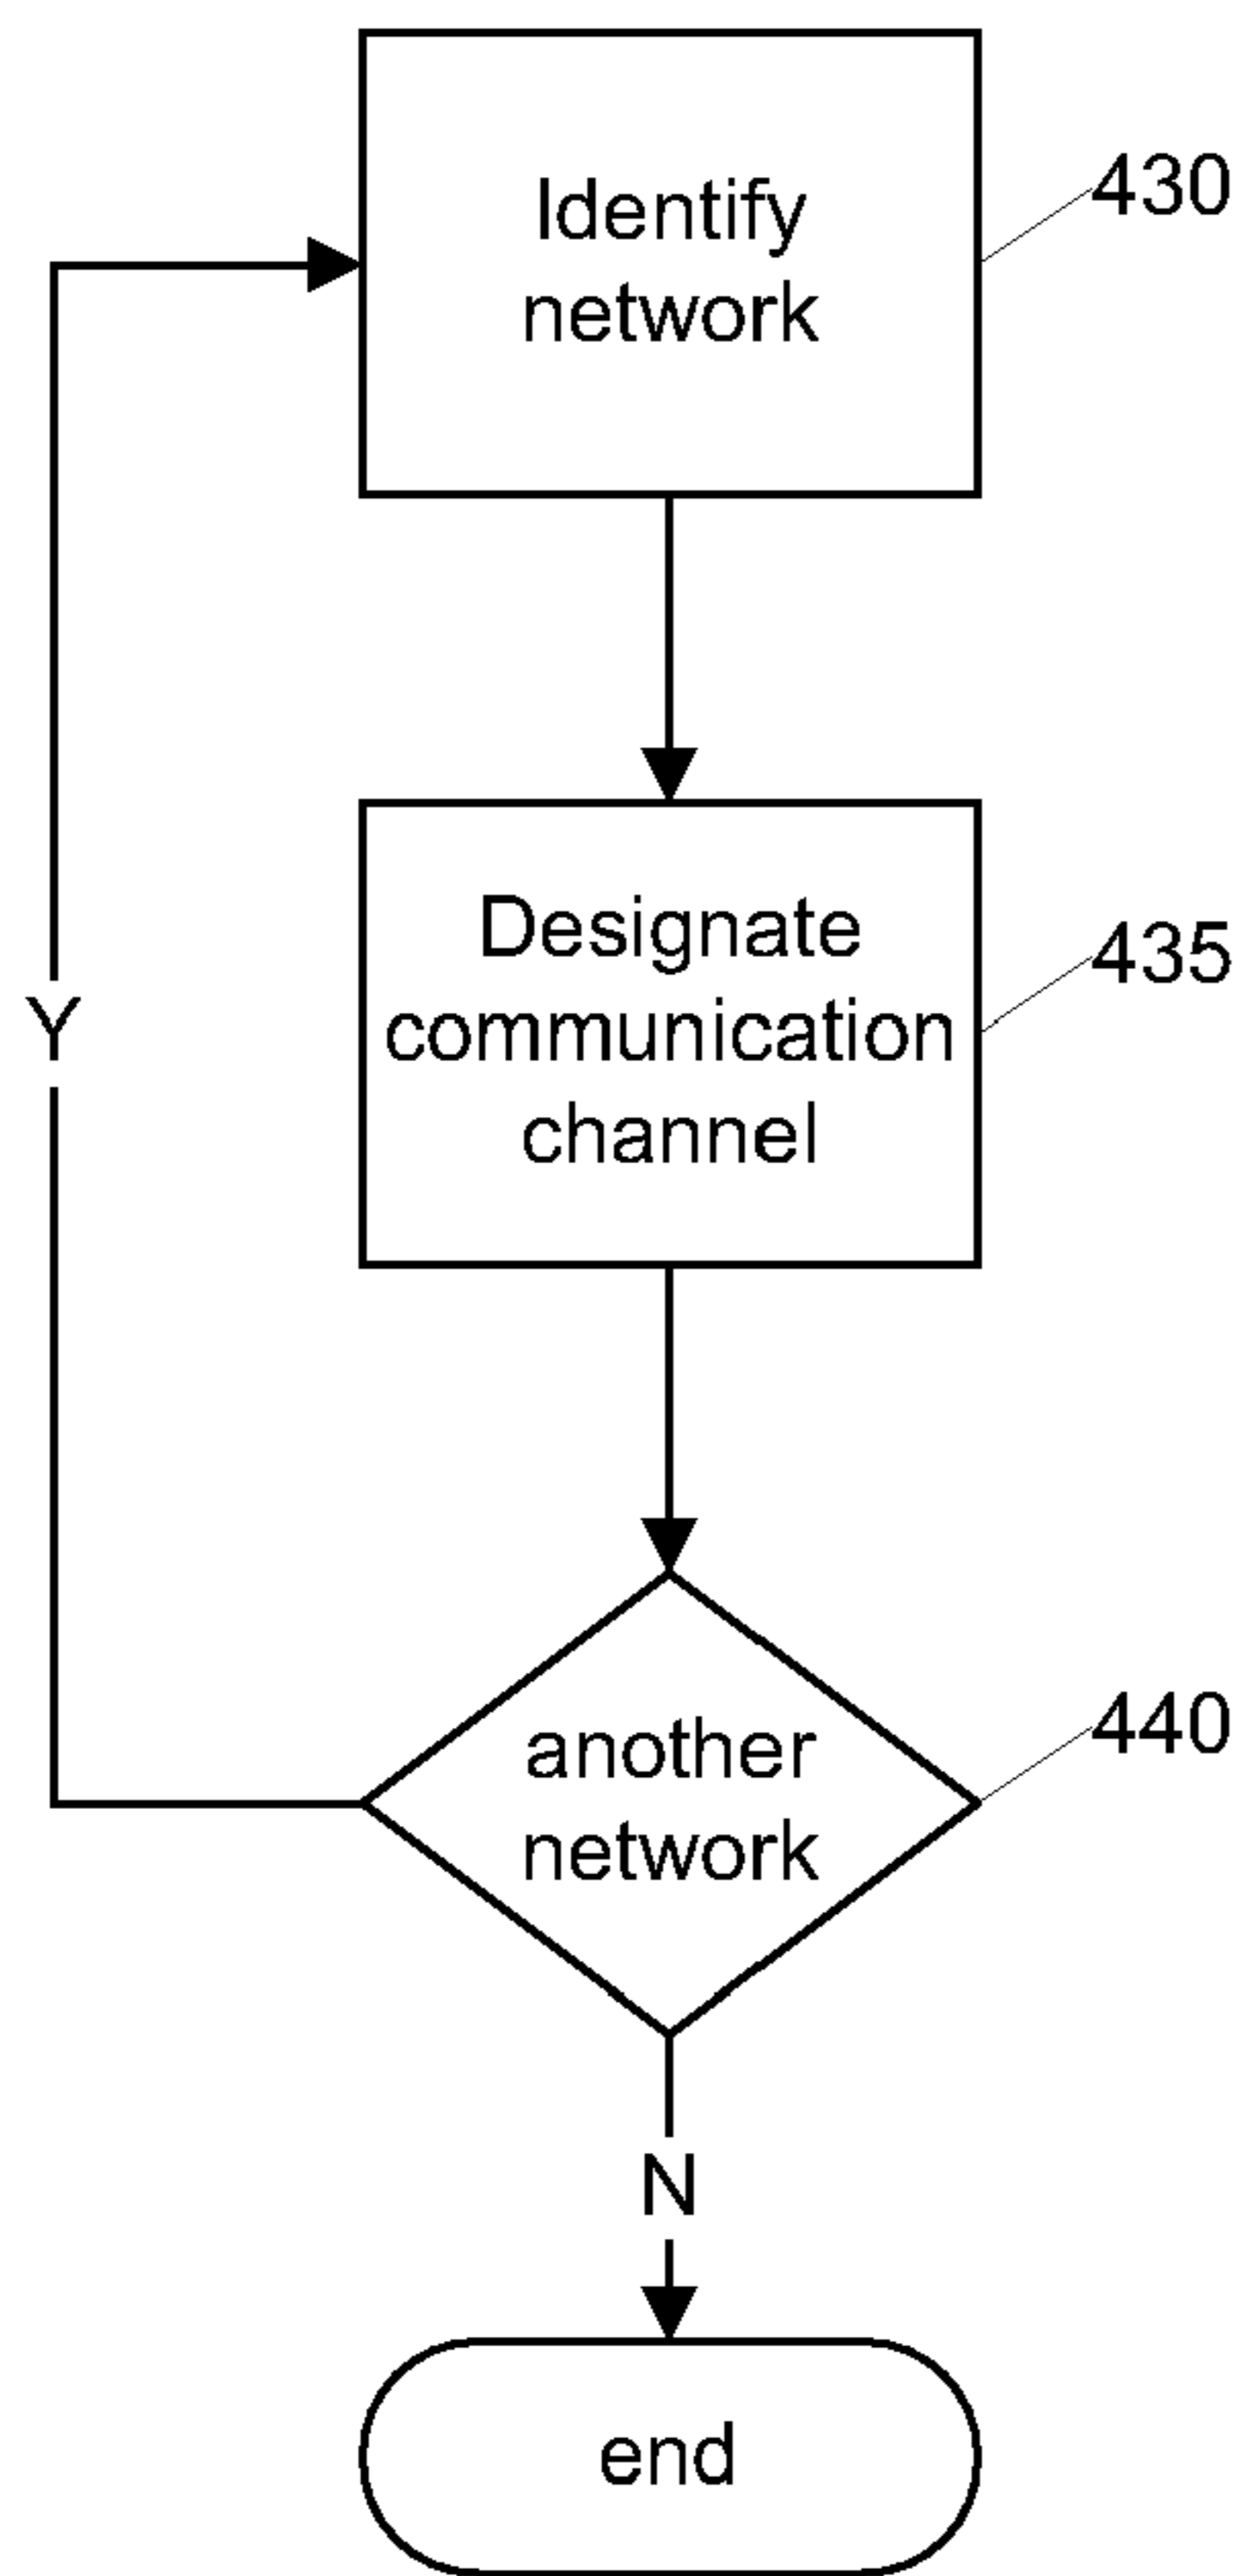 Identify
network
430
Designate
communication
channel
435
Y
another
network
440
N
end